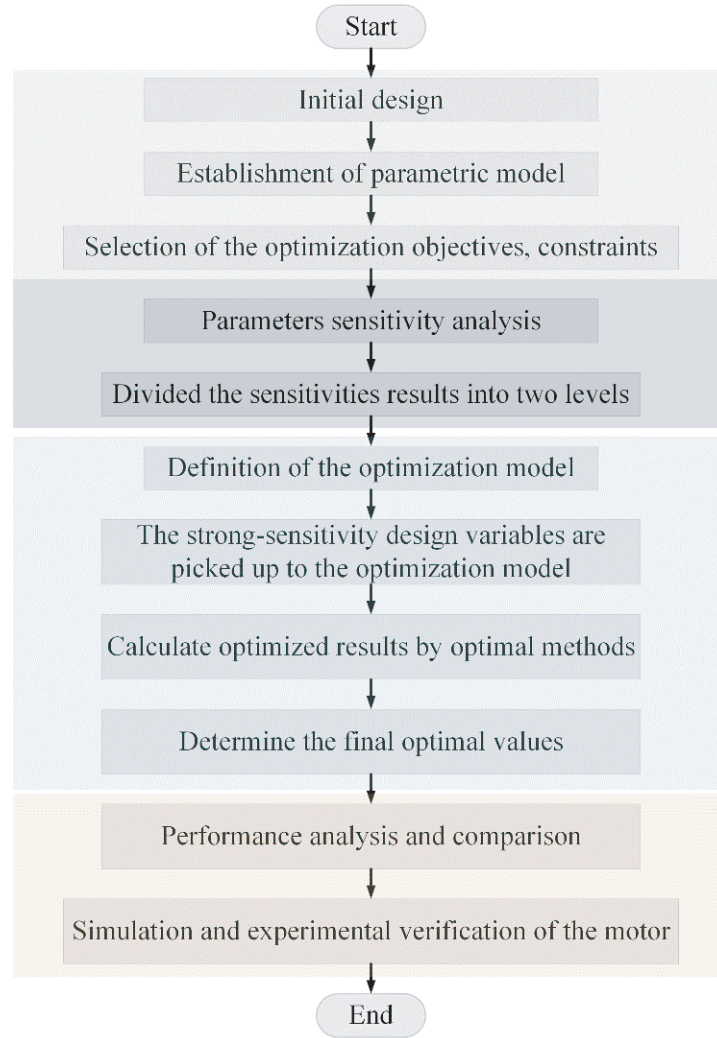 Start
Initial design
Establishment of parametric model
Selection of the optimization objectives, constraints
Parameters sensitivity analysis
Divided the sensitivities results into two levels
Definition of the optimization model
The strong-sensitivity design variables are
picked up to the optimization model
Calculate optimized results by optimal methods
Determine the final optimal values
Performance analysis and comparison
Simulation and experimental verification of the motor
End